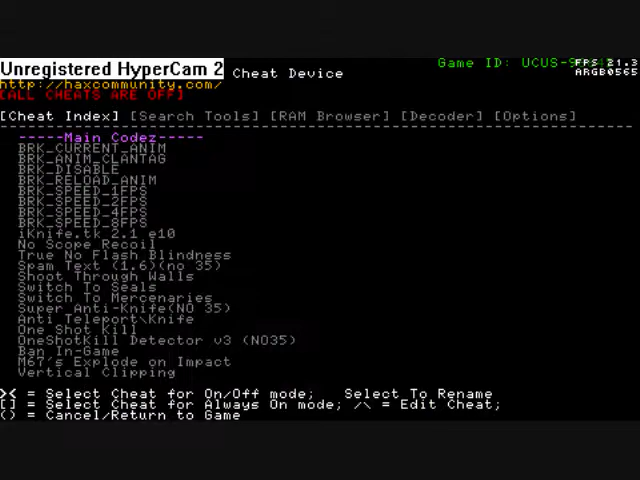 Unregistered HyperCam 2
Cheat Device
Game ID: UCUS-9
FPS 21.3
ARGB0565
http://haxcommunity.com/
[ALL CHEATS ARE OFF]
[Cheat Index] [Search Tools] [RAM Browser] [Decoder] [Options]
-----Main Codez-----
BRK_CURRENT_ANIM
BRK_ANIM_CLANTAG
BRK_DISABLE
BRK_RELOAD_ANIM
BRK_SPEED_1FPS
BRK_SPEED_2FPS
BRK_SPEED_4FPS
BRK_SPEED_8FPS
iKnife.tk 2.1 e10
No Scope Recoil
True No Flash Blindness
Spam Text (1.6)(no 35)
Shoot Through Walls
Switch To Seals
Switch To Mercenaries
Super Anti-Knife(NO 35)
Anti Teleport\Knife
One Shot Kill
OneShotKill Detector v3 (NO35)
Ban In-Game
M67's Explode on Impact
Vertical Clipping
>< = Select Cheat for On/Off mode; Select To Rename
[] = Select Cheat for Always On mode; /\ = Edit Cheat;
() = Cancel/Return to Game